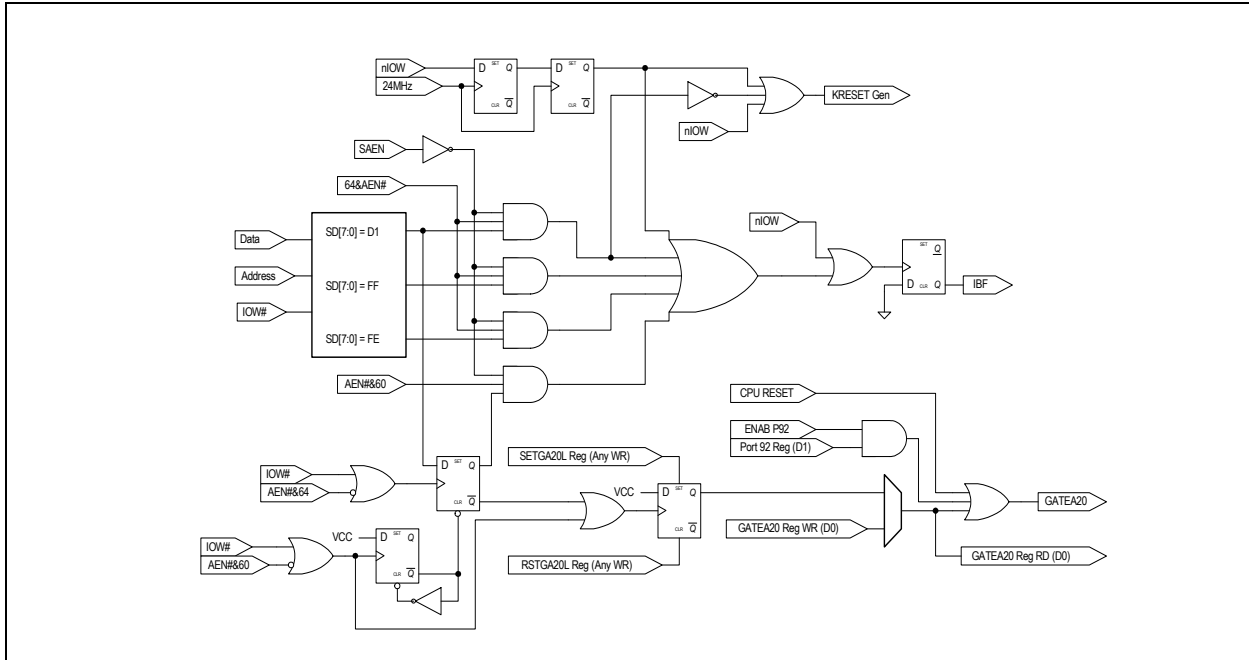 nIOW
24MHz
D SET Q
CLR Q
D SET Q
CLR Q
KRESET Gen
nIOW
SAEN
64&AEN#
Data
Address
IOW#
SD[7:0] = D1
SD[7:0] = FF
SD[7:0] = FE
nIOW
SET Q
D CLR Q
IBF
AEN#&60
CPU RESET
ENAB P92
Port 92 Reg (D1)
IOW#
AEN#&64
D SET Q
CLR Q
SETGA20L Reg (Any WR)
VCC
D SET Q
CLR Q
GATEA20
GATEA20 Reg WR (D0)
IOW#
AEN#&60
VCC
D SET Q
CLR Q
RSTGA20L Reg (Any WR)
GATEA20 Reg RD (D0)